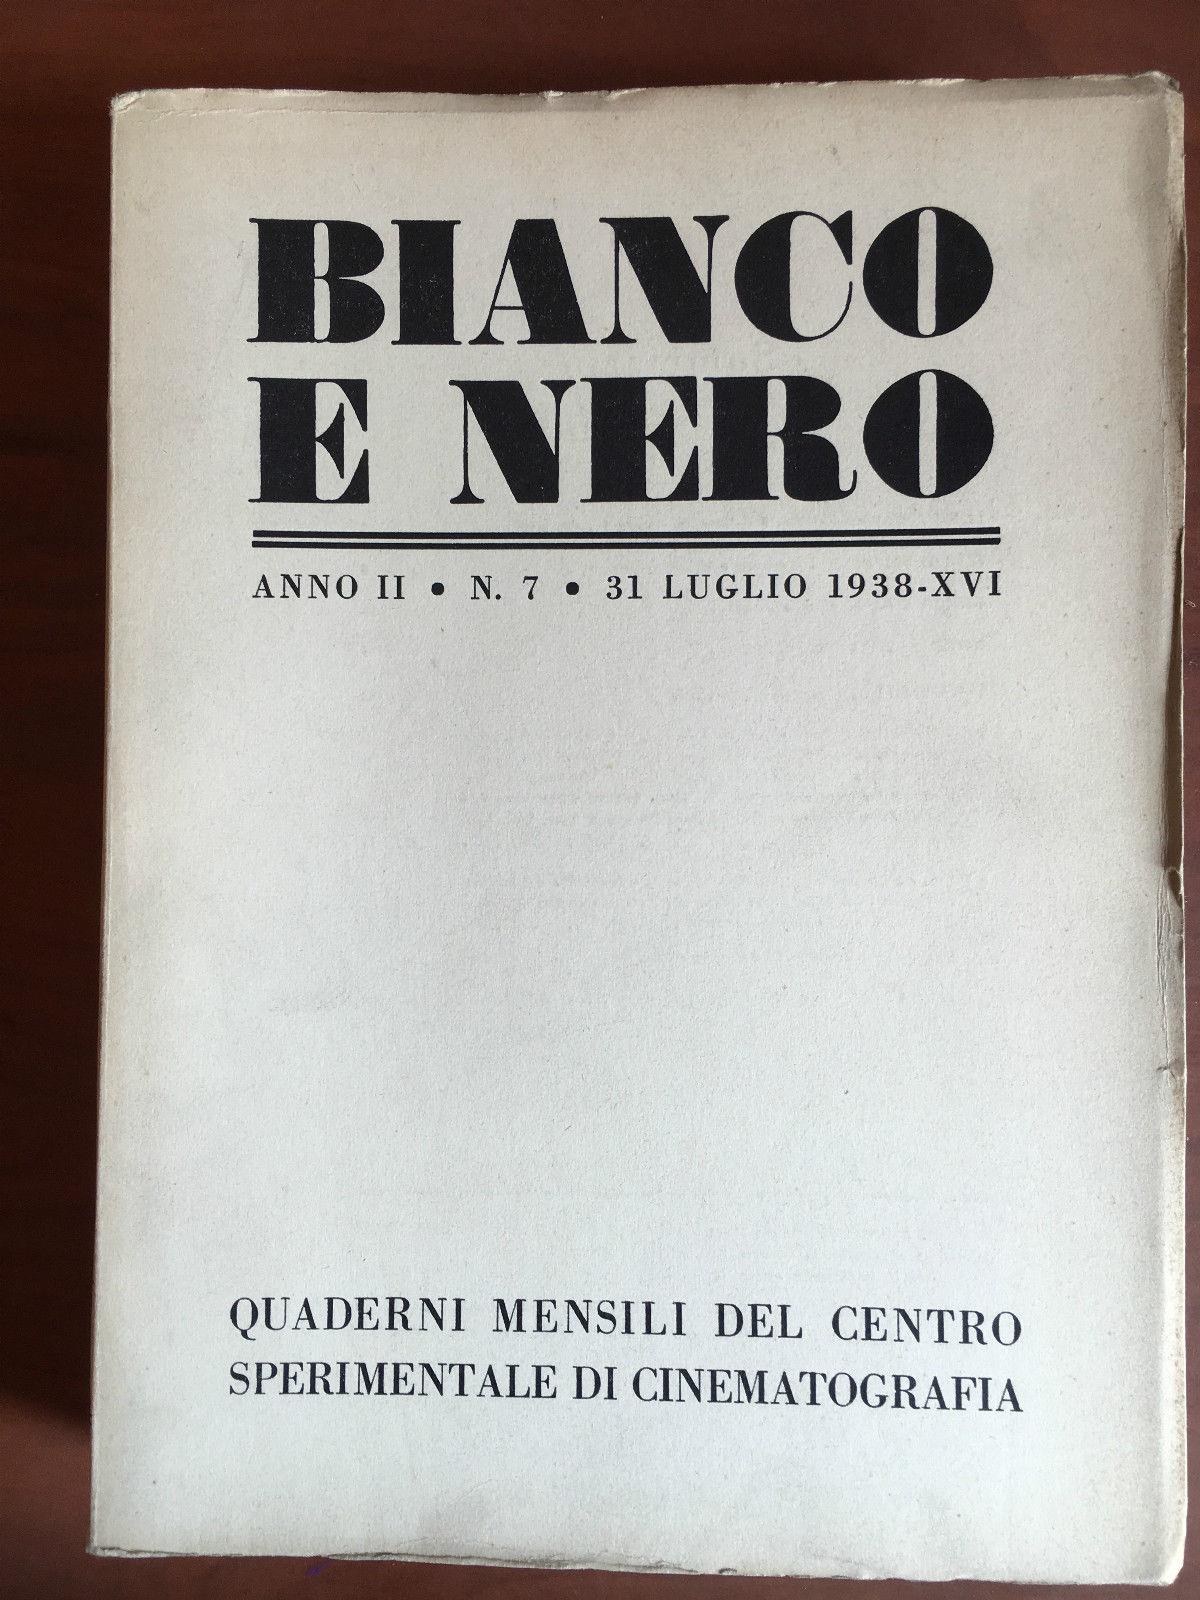 BIANCO
E NERO
ANNO II • N. 7 • 31 LUGLIO 1938-XVI
QUADERNI MENSILI DEL CENTRO
SPERIMENTALE DI CINEMATOGRAFIA